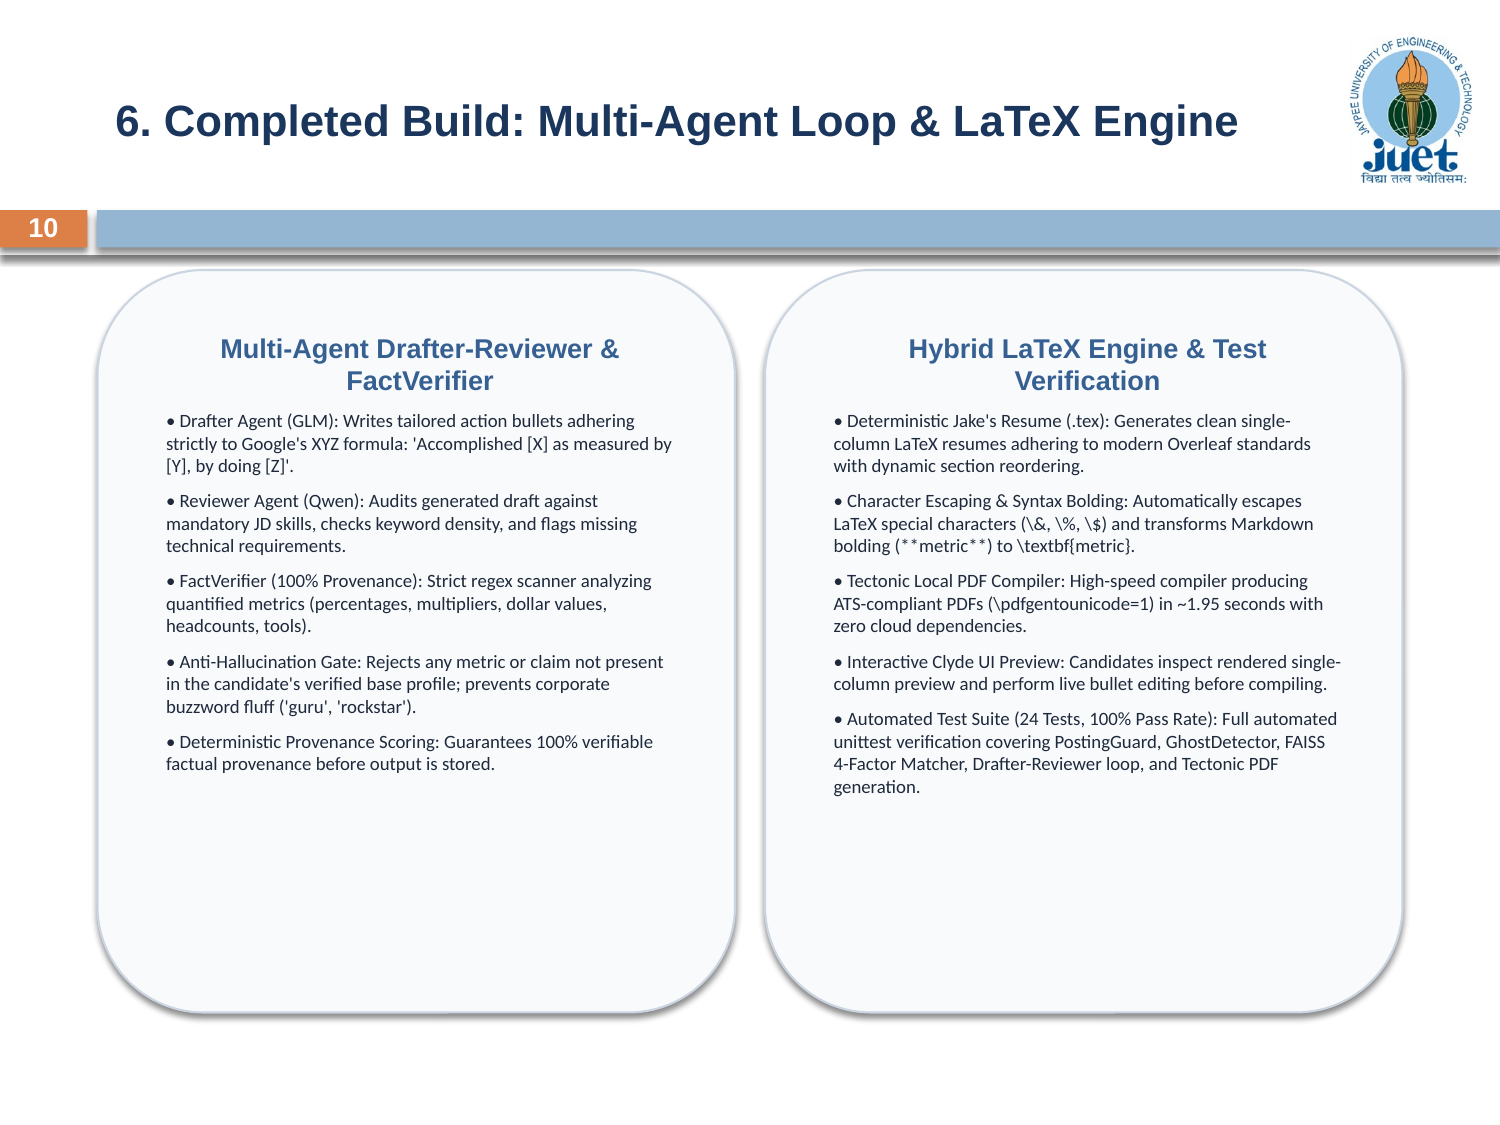 6. Completed Build: Multi-Agent Loop & LaTeX Engine
JAYPEE UNIVERSITY OF ENGINEERING & TECHNOLOGY
juet
विद्या तत्व ज्योतिसम:
10
Multi-Agent Drafter-Reviewer &
FactVerifier
• Drafter Agent (GLM): Writes tailored action bullets adhering
strictly to Google's XYZ formula: 'Accomplished [X] as measured by
[Y], by doing [Z]'.
• Reviewer Agent (Qwen): Audits generated draft against
mandatory JD skills, checks keyword density, and flags missing
technical requirements.
• FactVerifier (100% Provenance): Strict regex scanner analyzing
quantified metrics (percentages, multipliers, dollar values,
headcounts, tools).
• Anti-Hallucination Gate: Rejects any metric or claim not present
in the candidate's verified base profile; prevents corporate
buzzword fluff ('guru', 'rockstar').
• Deterministic Provenance Scoring: Guarantees 100% verifiable
factual provenance before output is stored.
Hybrid LaTeX Engine & Test
Verification
• Deterministic Jake's Resume (.tex): Generates clean single-
column LaTeX resumes adhering to modern Overleaf standards
with dynamic section reordering.
• Character Escaping & Syntax Bolding: Automatically escapes
LaTeX special characters (\&, \%, \$) and transforms Markdown
bolding (**metric**) to \textbf{metric}.
• Tectonic Local PDF Compiler: High-speed compiler producing
ATS-compliant PDFs (\pdfgentounicode=1) in ~1.95 seconds with
zero cloud dependencies.
• Interactive Clyde UI Preview: Candidates inspect rendered single-
column preview and perform live bullet editing before compiling.
• Automated Test Suite (24 Tests, 100% Pass Rate): Full automated
unittest verification covering PostingGuard, GhostDetector, FAISS
4-Factor Matcher, Drafter-Reviewer loop, and Tectonic PDF
generation.